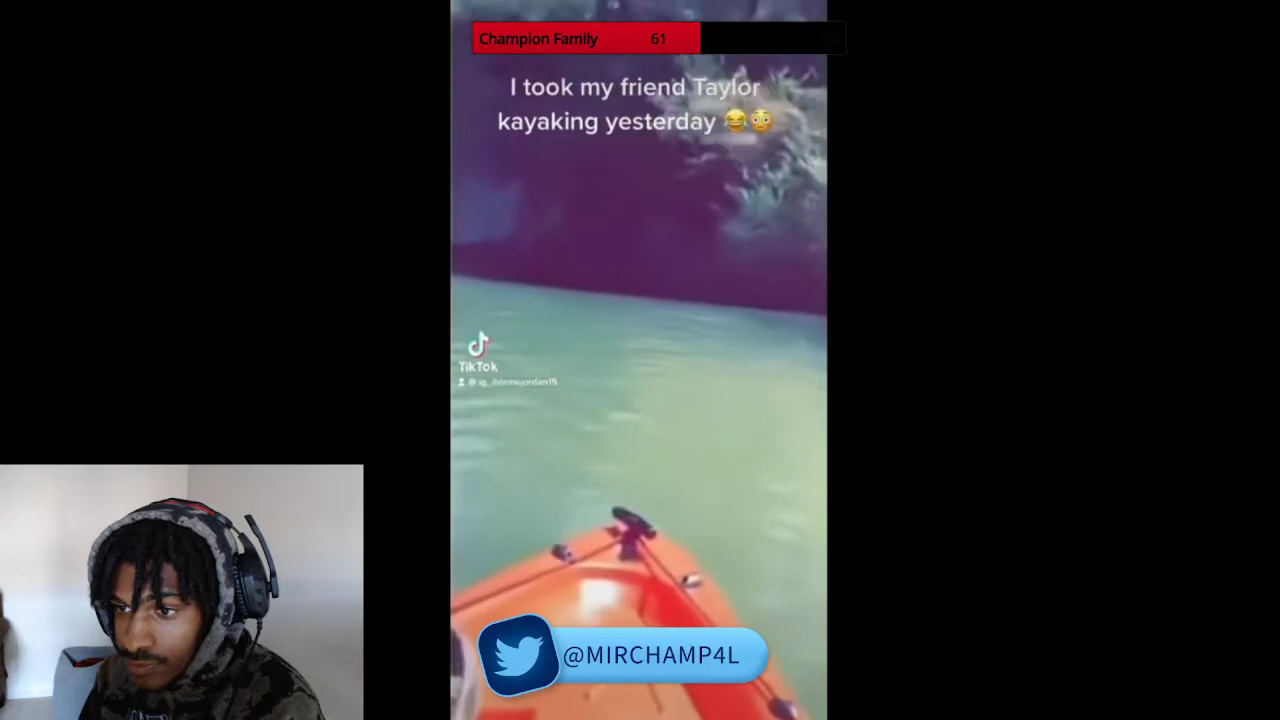 Champion Family 61
I took my friend Taylor
kayaking yesterday 😂😳
TikTok
@MIRCHAMP4L